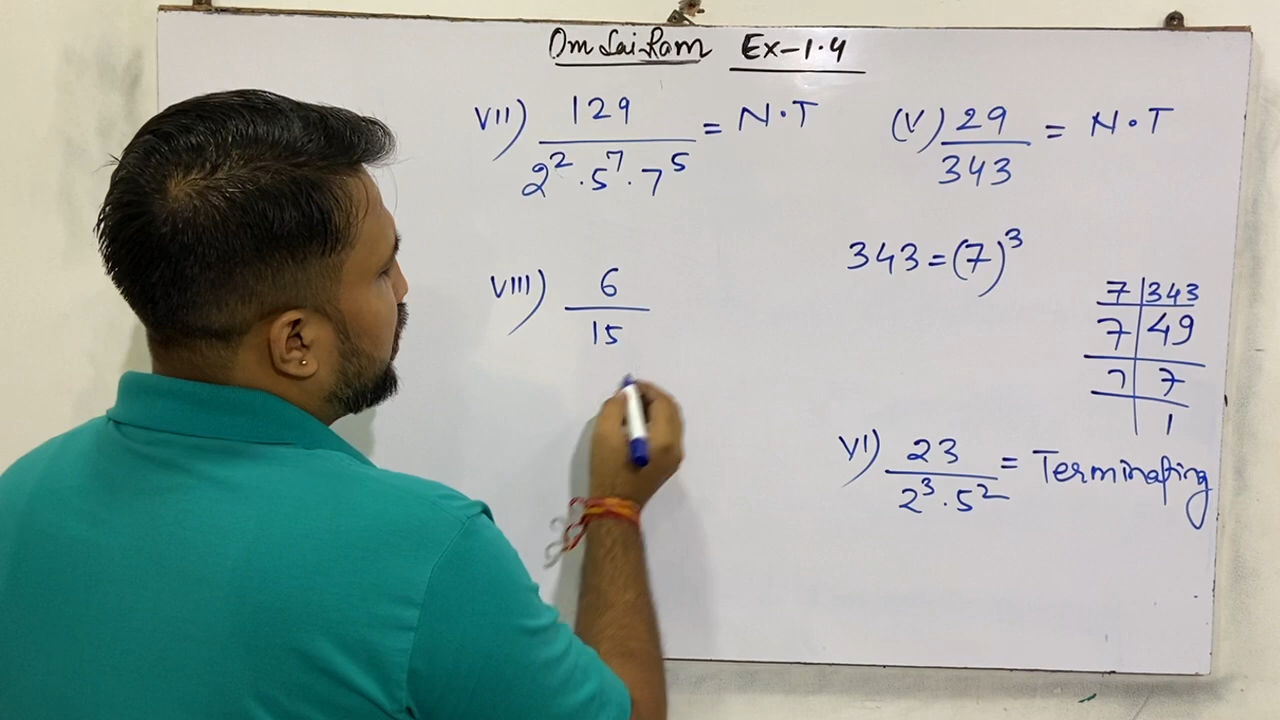 Om Sai Ram Ex-1.4
VII) 129 / 2² · 5⁷ · 7⁵ = N·T
VIII) 6 / 15
(V) 29 / 343 = N·T
343 = (7)³
7 | 343
7 | 49
7 | 7
1
VI) 23 / 2³ · 5² = Terminating